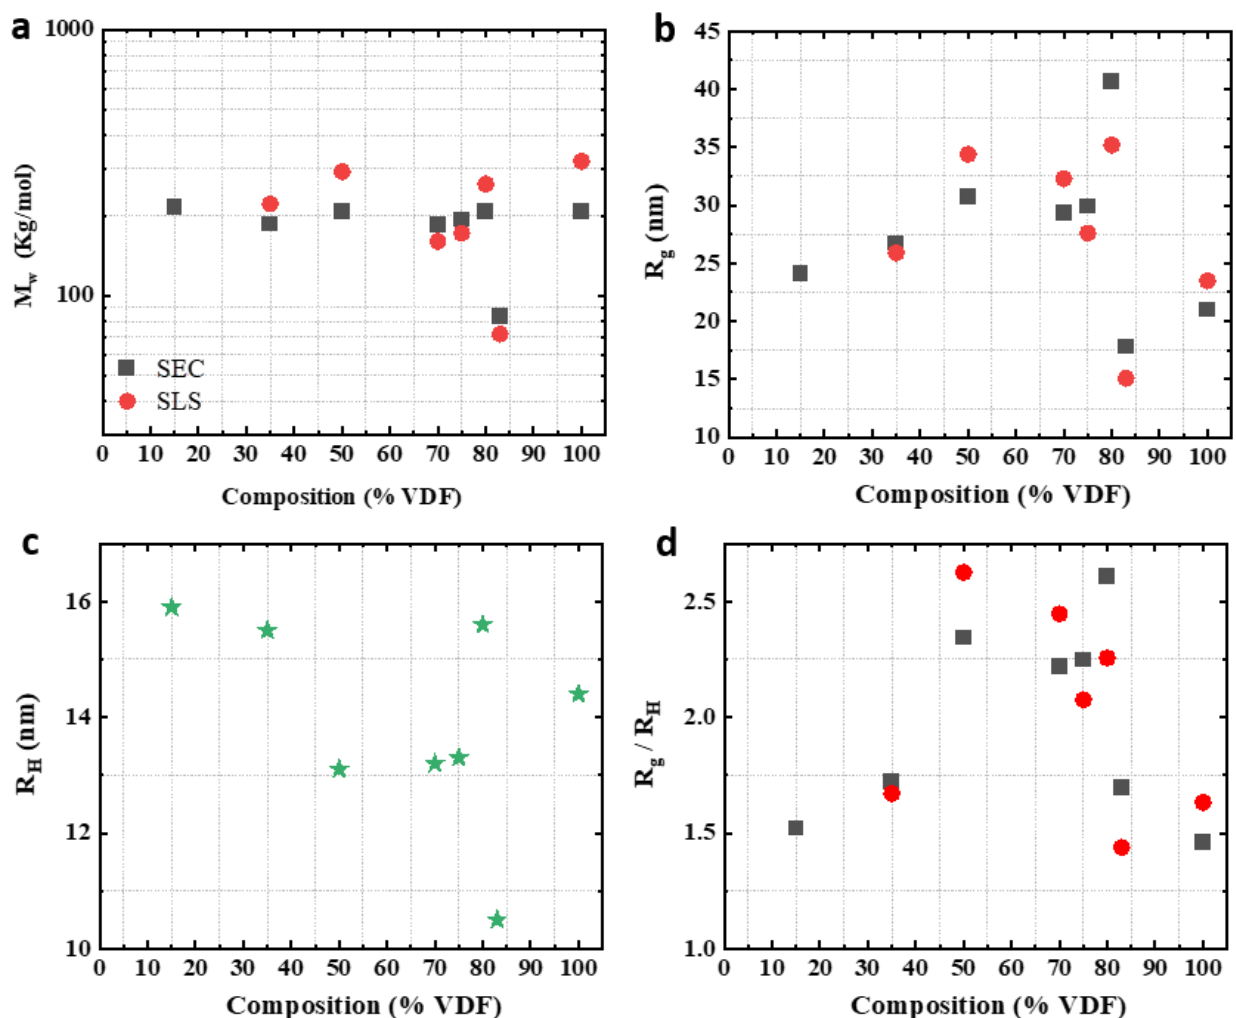 a
1000
100
M_w (Kg/mol)
SEC
SLS
0 10 20 30 40 50 60 70 80 90 100
Composition (% VDF)
b
45
40
35
30
25
20
15
10
R_g (nm)
0 10 20 30 40 50 60 70 80 90 100
Composition (% VDF)
c
16
14
12
10
R_H (nm)
0 10 20 30 40 50 60 70 80 90 100
Composition (% VDF)
d
2.5
2.0
1.5
1.0
R_g / R_H
0 10 20 30 40 50 60 70 80 90 100
Composition (% VDF)